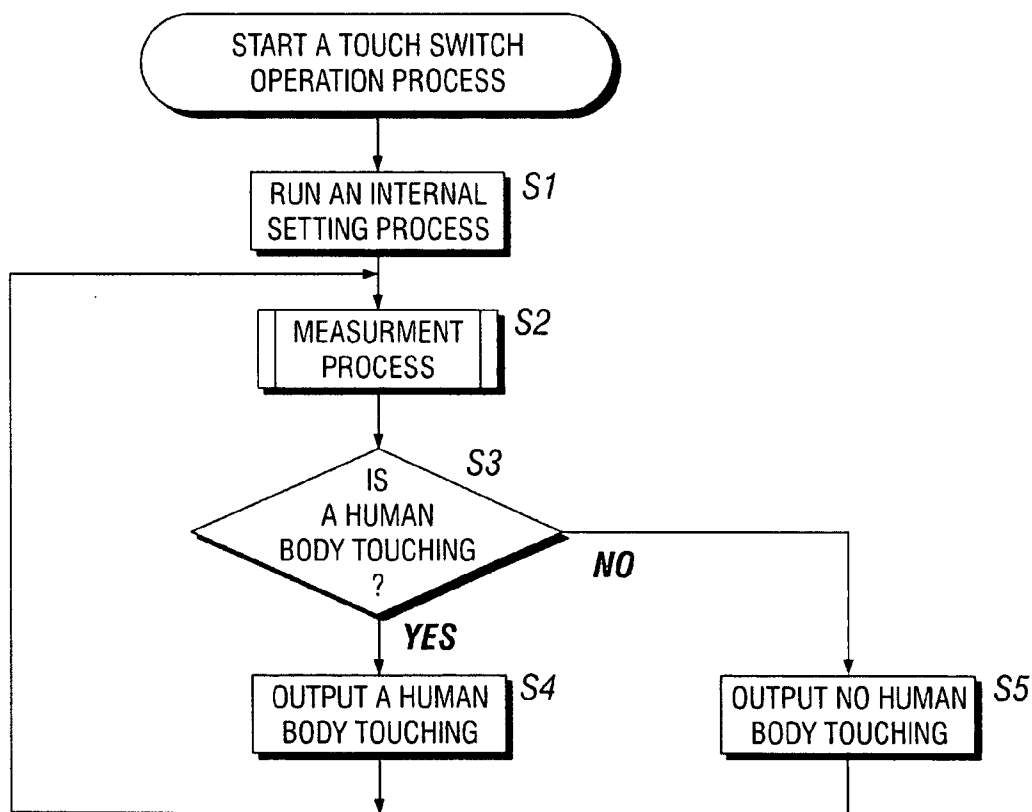 START A TOUCH SWITCH
OPERATION PROCESS
RUN AN INTERNAL
SETTING PROCESS
S1
MEASURMENT
PROCESS
S2
IS
A HUMAN
BODY TOUCHING
?
S3
NO
YES
OUTPUT A HUMAN
BODY TOUCHING
S4
OUTPUT NO HUMAN
BODY TOUCHING
S5